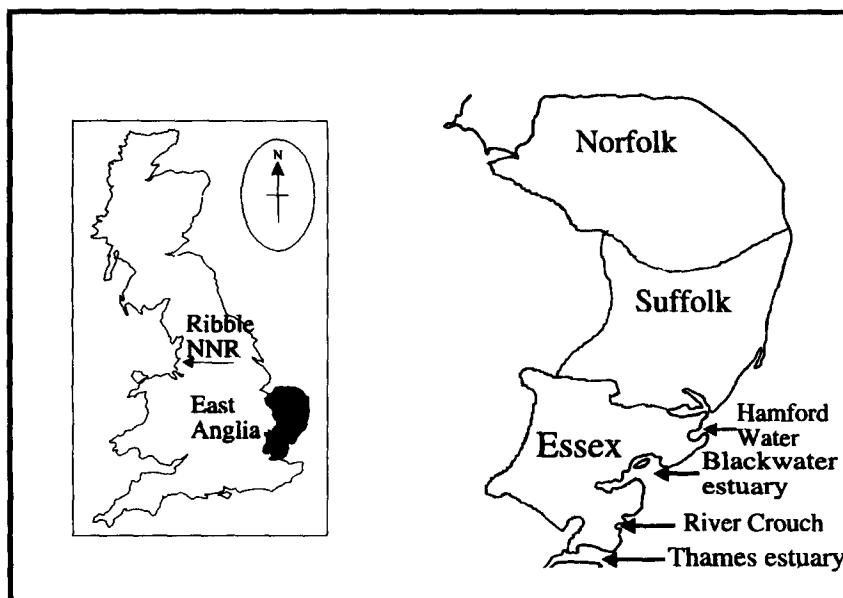 N
Ribble
NNR
East
Anglia
Norfolk
Suffolk
Essex
Hamford
Water
Blackwater
estuary
River Crouch
Thames estuary